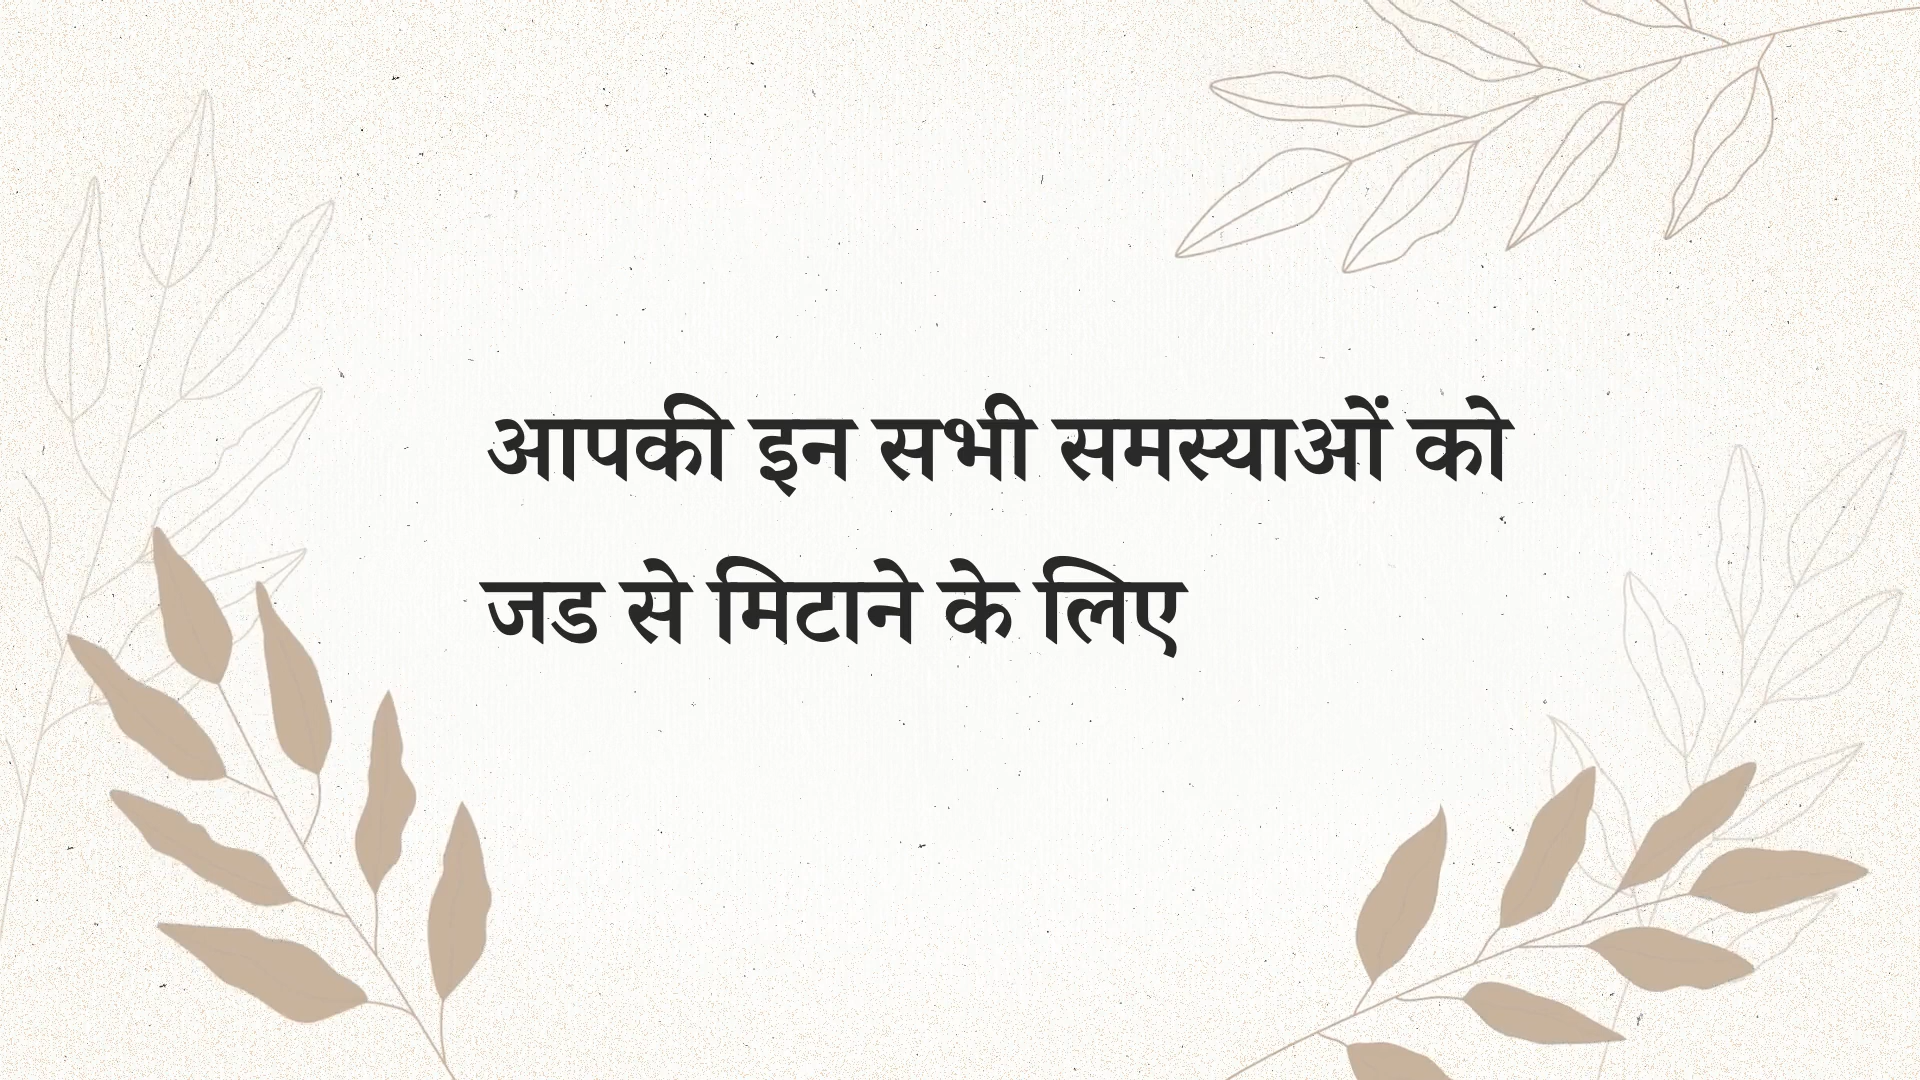 आपकी इन सभी समस्याओं को
जड से मिटाने के लिए